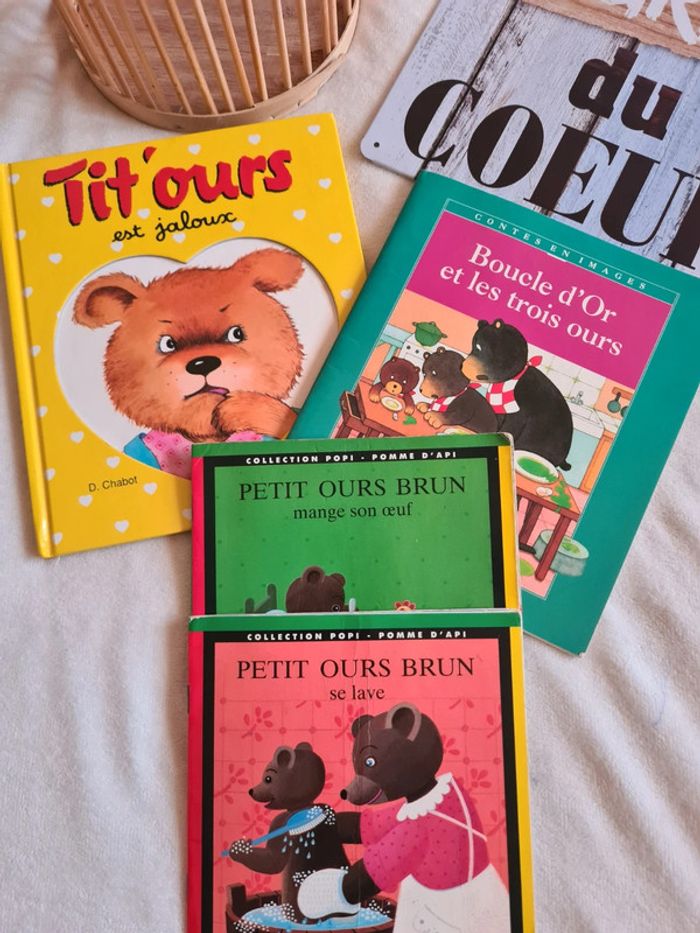 du
COEUR
Tit'ours
est jaloux
D. Chabot
CONTES EN IMAGES
Boucle d'Or
et les trois ours
COLLECTION POPI - POMME D'API
PETIT OURS BRUN
mange son œuf
COLLECTION POPI - POMME D'API
PETIT OURS BRUN
se lave